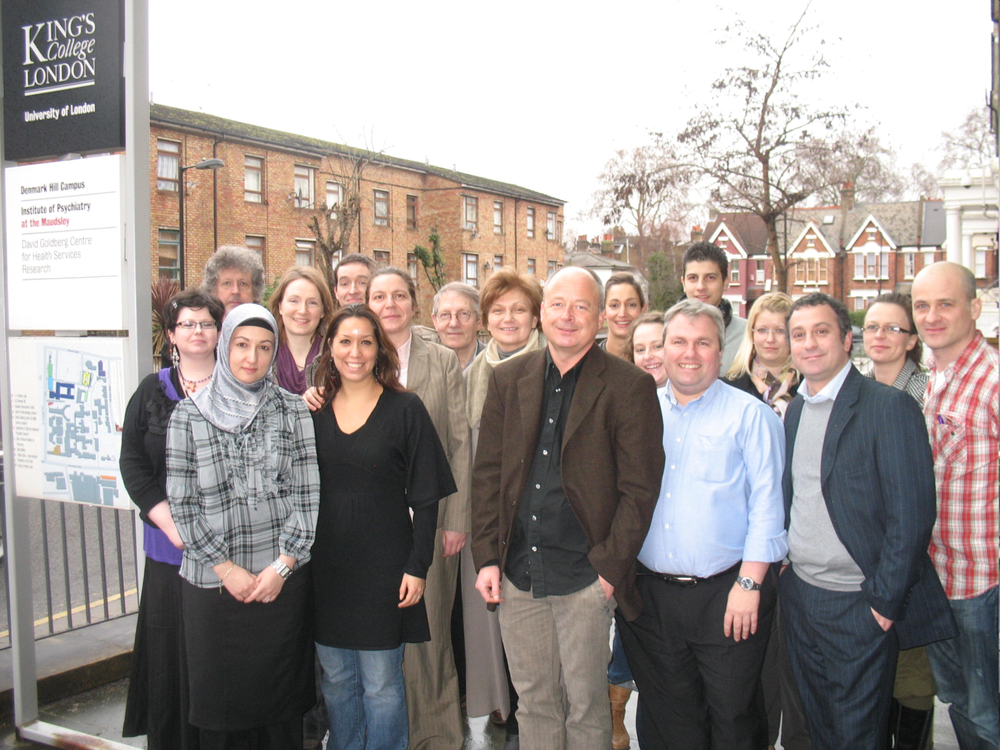 KING'S
College
LONDON
University of London
Denmark Hill Campus
Institute of Psychiatry
at the Maudsley
David Goldberg Centre
for Health Services
Research